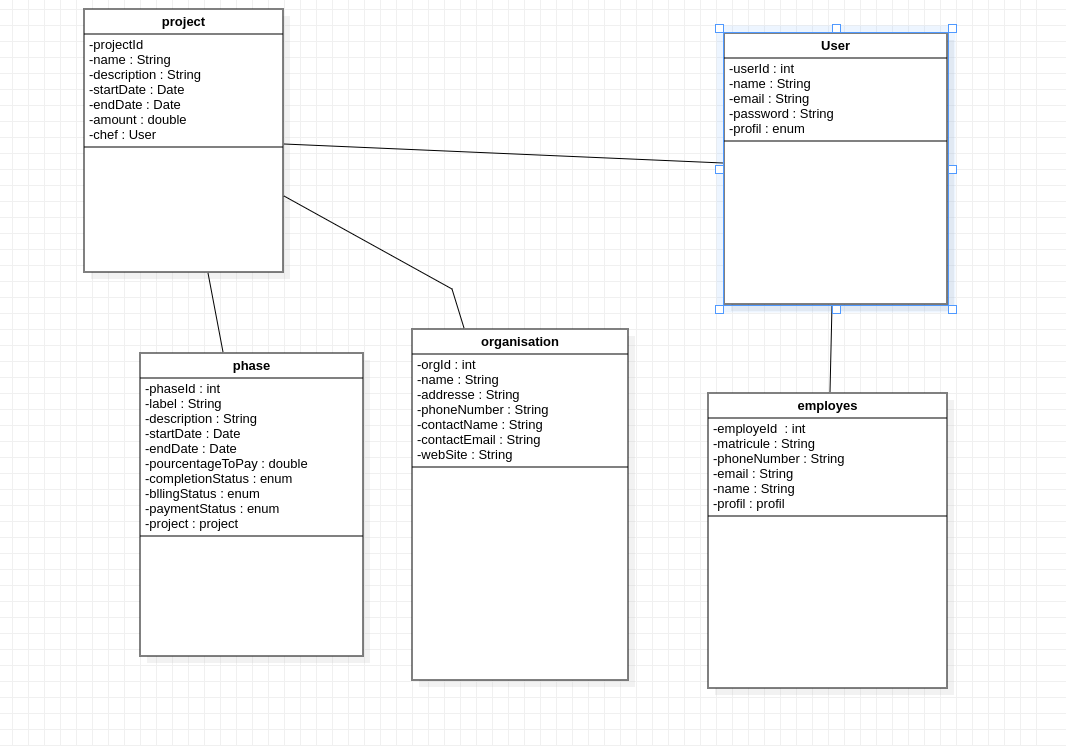 project
-projectId
-name : String
-description : String
-startDate : Date
-endDate : Date
-amount : double
-chef : User
User
-userId : int
-name : String
-email : String
-password : String
-profil : enum
phase
-phaseId : int
-label : String
-description : String
-startDate : Date
-endDate : Date
-pourcentageToPay : double
-completionStatus : enum
-bllingStatus : enum
-paymentStatus : enum
-project : project
organisation
-orgId : int
-name : String
-addresse : String
-phoneNumber : String
-contactName : String
-contactEmail : String
-webSite : String
employes
-employeId  : int
-matricule : String
-phoneNumber : String
-email : String
-name : String
-profil : profil